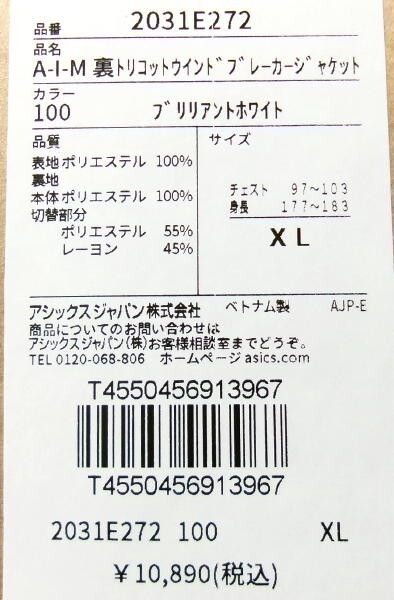 品番 2031E272
品名
A-I-M 裏トリコットウインドブレーカージャケット
カラー
100 ブリリアントホワイト
品質
表地 ポリエステル 100%
裏地
本体 ポリエステル 100%
切替部分
ポリエステル 55%
レーヨン 45%
サイズ
チェスト 97〜103
身長 177〜183
XL
アシックスジャパン株式会社 ベトナム製 AJP-E
商品についてのお問い合わせは
アシックスジャパン(株)お客様相談室までどうぞ。
TEL 0120-068-806 ホームページ asics.com
T4550456913967
T4550456913967
2031E272 100 XL
¥10,890(税込)